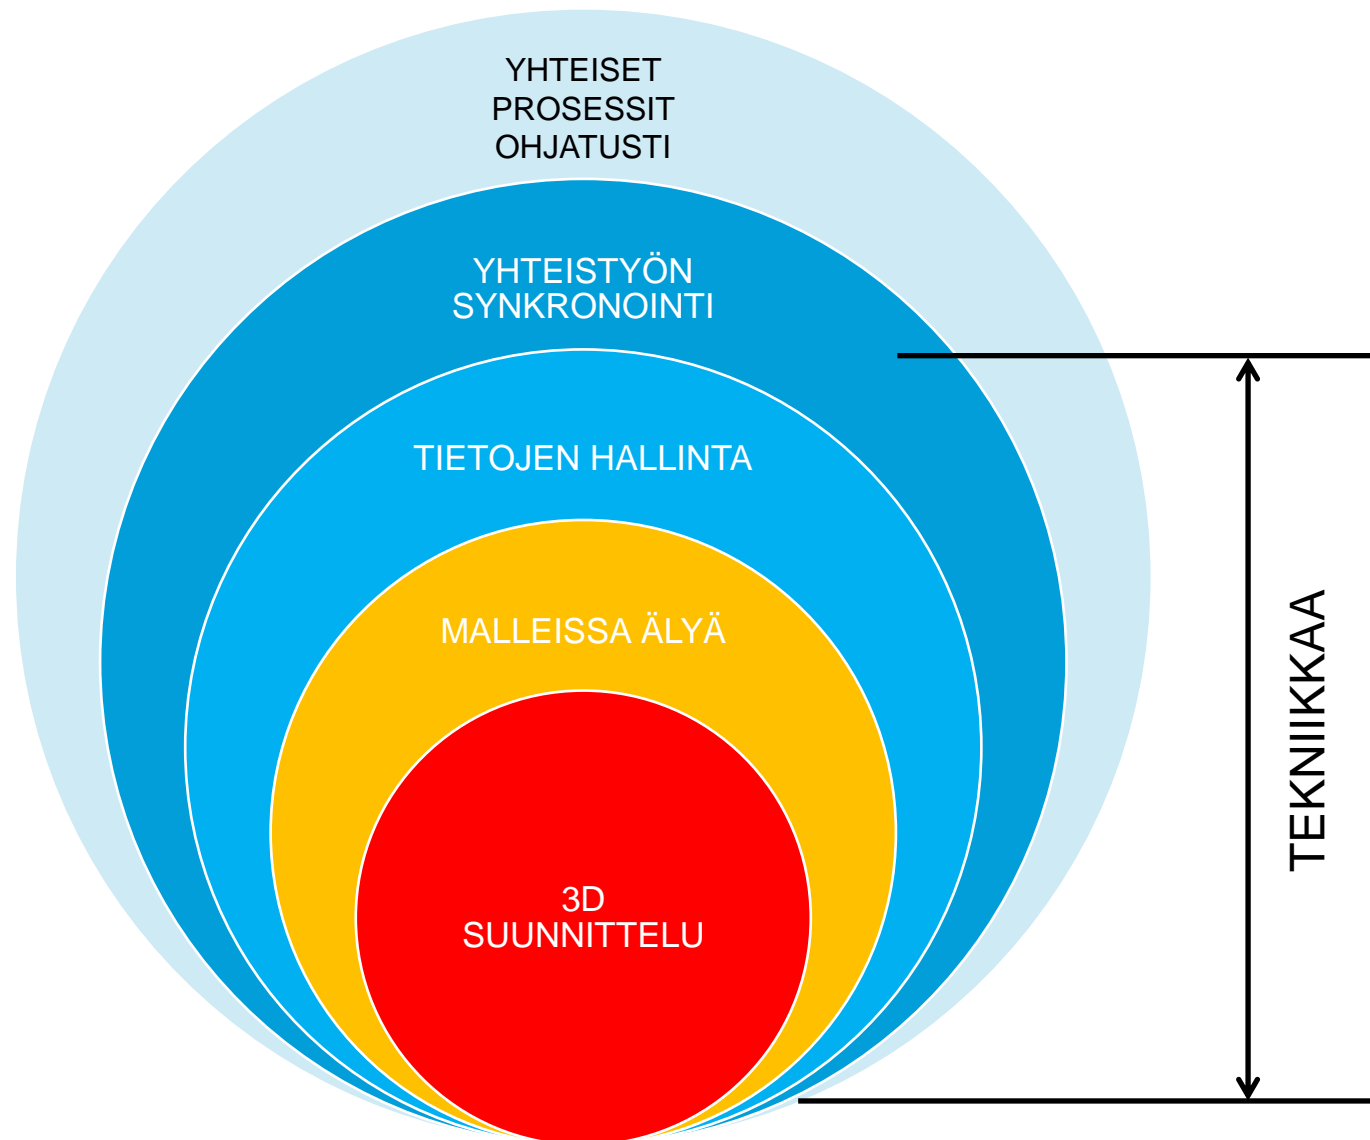 YHTEISET
PROSESSIT
OHJATUSTI
YHTEISTYÖN
SYNKRONOINTI
TIETOJEN HALLINTA
MALLEISSA ÄLYÄ
3D
SUUNNITTELU
TEKNIIKKAA